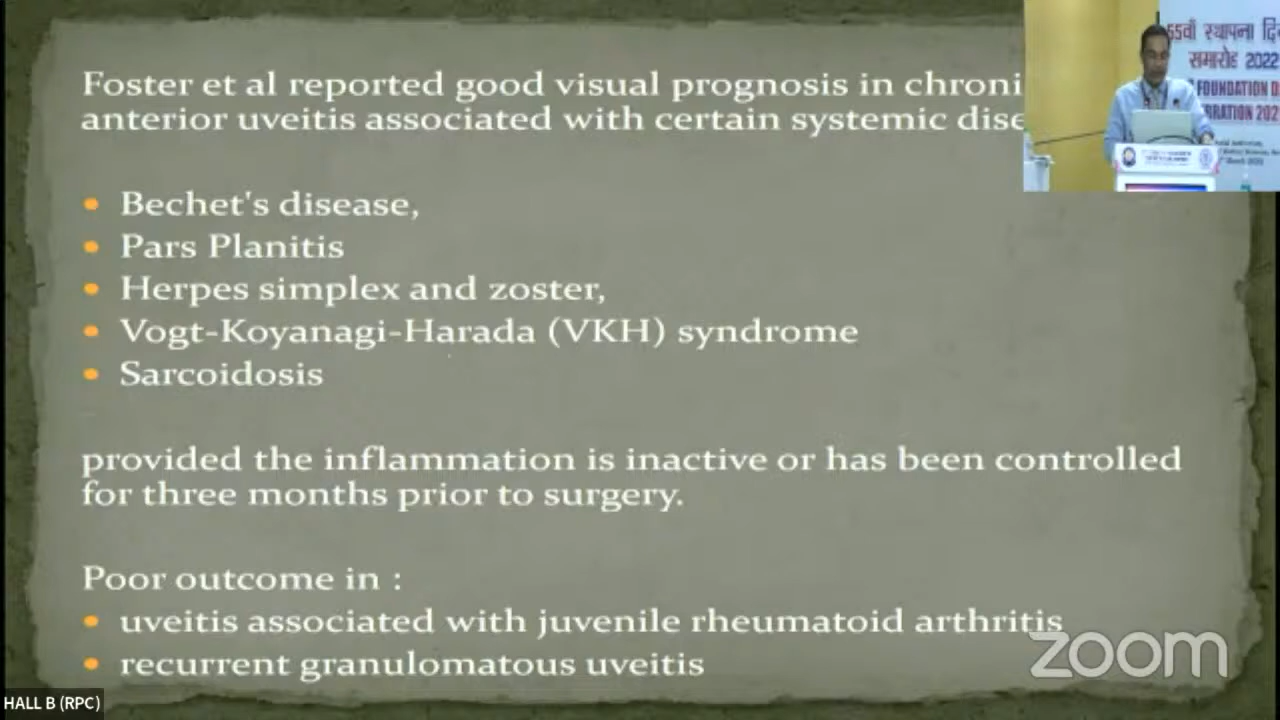 Foster et al reported good visual prognosis in chroni
anterior uveitis associated with certain systemic dise
Bechet's disease,
Pars Planitis
Herpes simplex and zoster,
Vogt-Koyanagi-Harada (VKH) syndrome
Sarcoidosis
provided the inflammation is inactive or has been controlled
for three months prior to surgery.
Poor outcome in :
uveitis associated with juvenile rheumatoid arthritis
recurrent granulomatous uveitis
65वाँ स्थापना
समारोह 2022
FOUNDATION
zoom
HALL B (RPC)